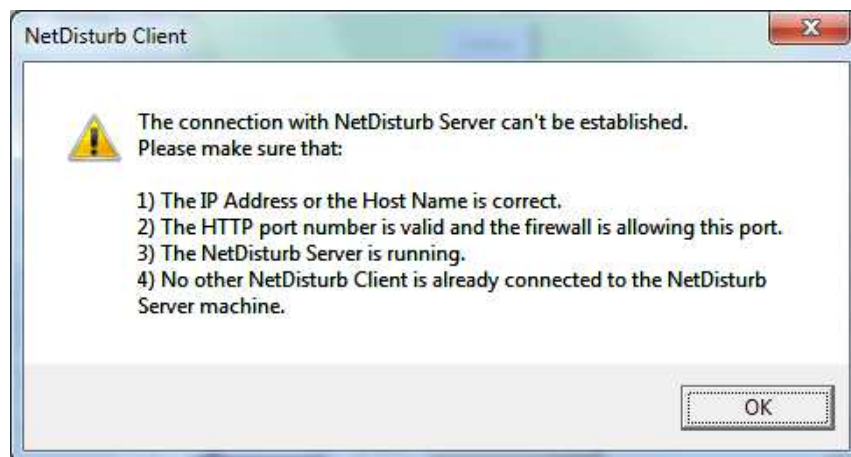 NetDisturb Client
The connection with NetDisturb Server can't be established.
Please make sure that:
1) The IP Address or the Host Name is correct.
2) The HTTP port number is valid and the firewall is allowing this port.
3) The NetDisturb Server is running.
4) No other NetDisturb Client is already connected to the NetDisturb
Server machine.
OK